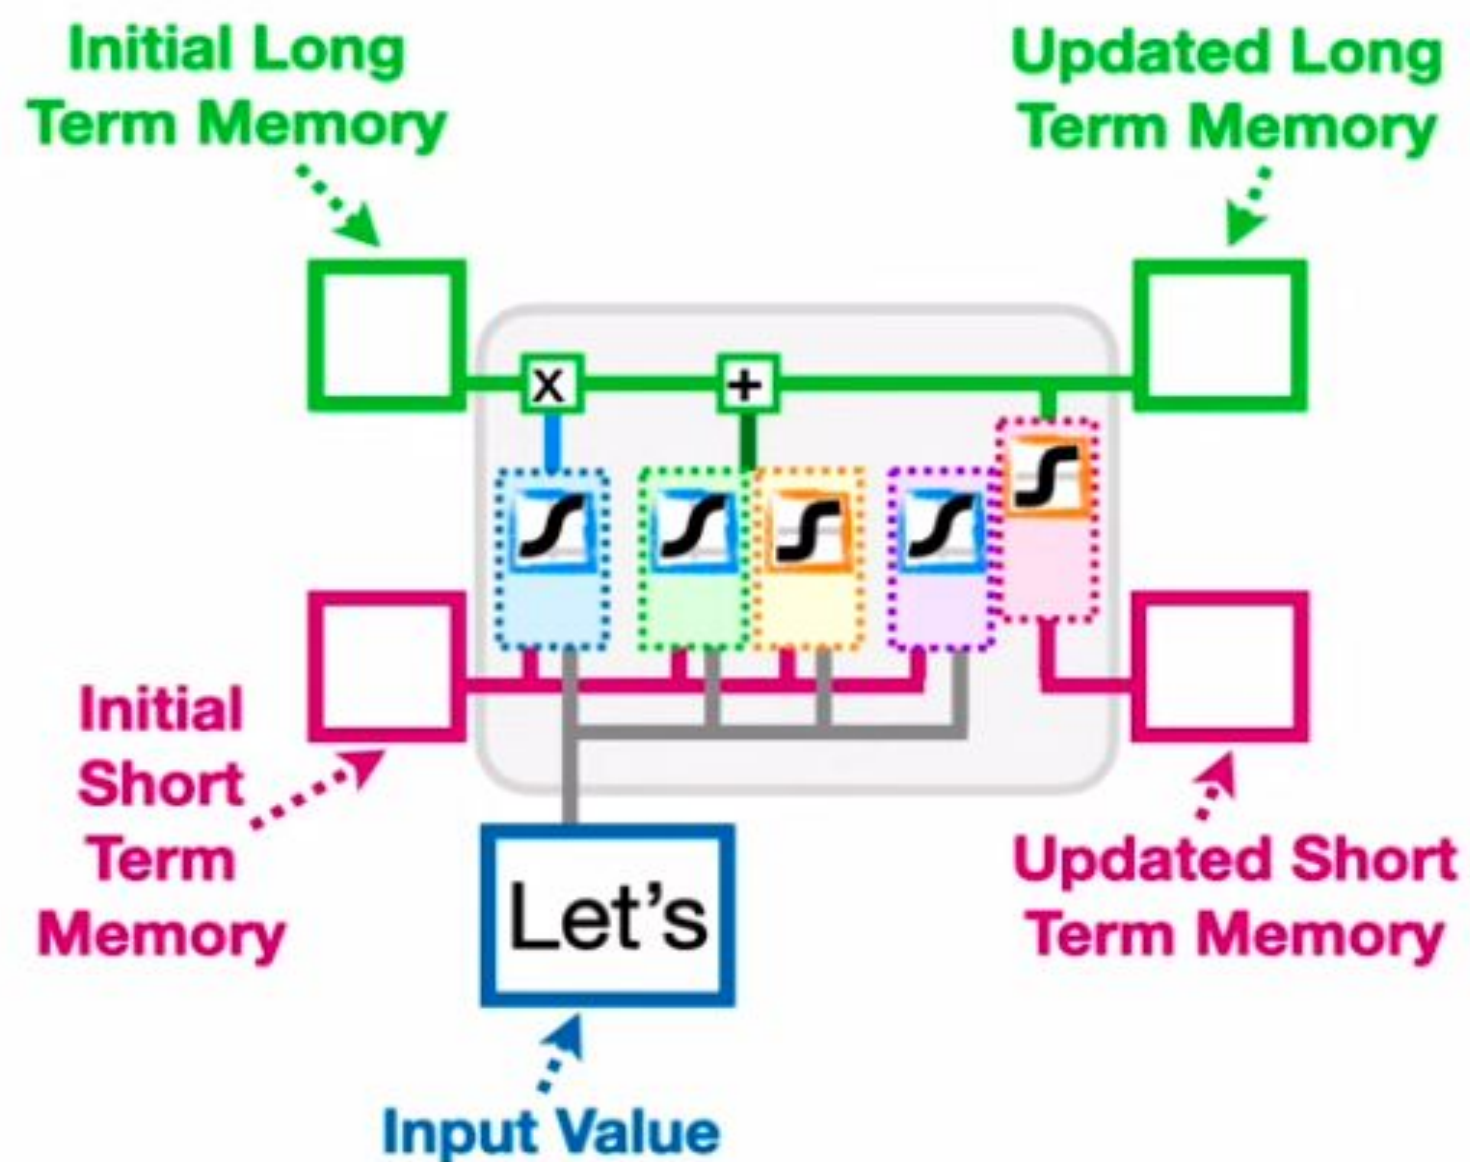 Initial Long
Term Memory
Updated Long
Term Memory
x
+
Initial
Short
Term
Memory
Let's
Updated Short
Term Memory
Input Value